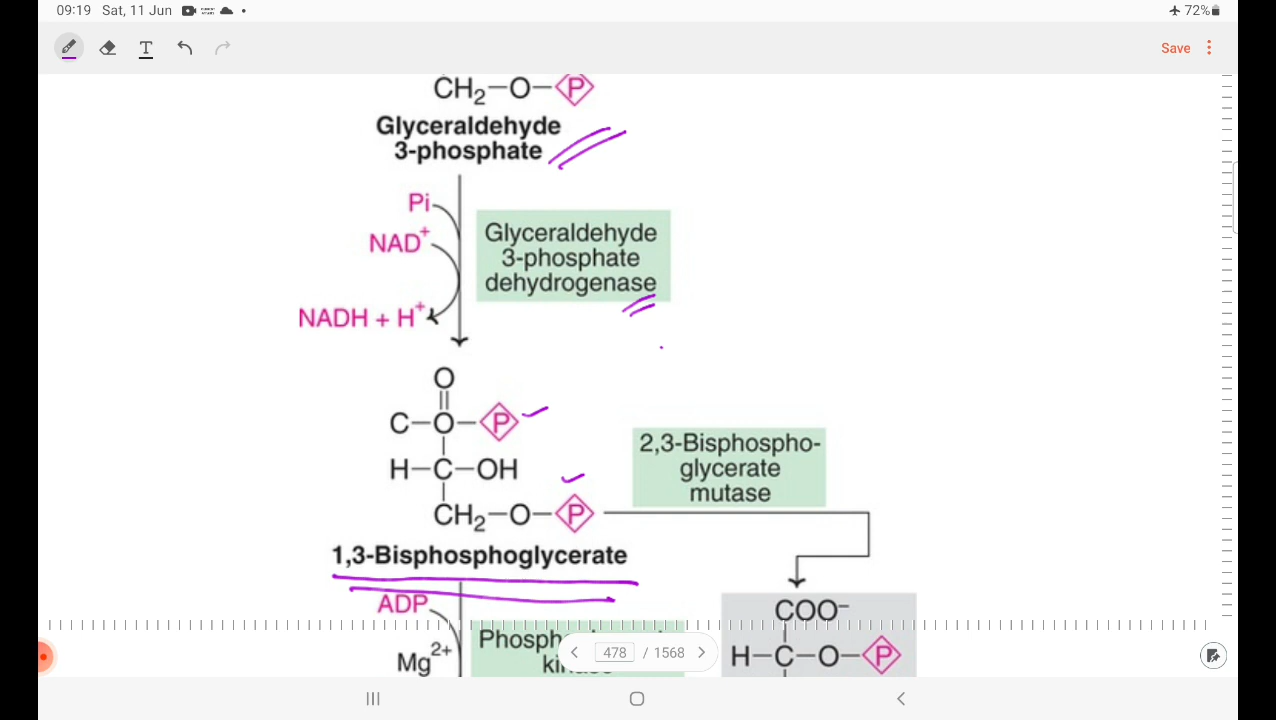 09:19 Sat, 11 Jun
72%
T
Save
CH2–O–P
Glyceraldehyde
3-phosphate
Pi
NAD+
NADH + H+
Glyceraldehyde
3-phosphate
dehydrogenase
O
C–O–P
H–C–OH
CH2–O–P
1,3-Bisphosphoglycerate
2,3-Bisphospho-
glycerate
mutase
ADP
Mg2+
COO–
H–C–O–P
478 / 1568